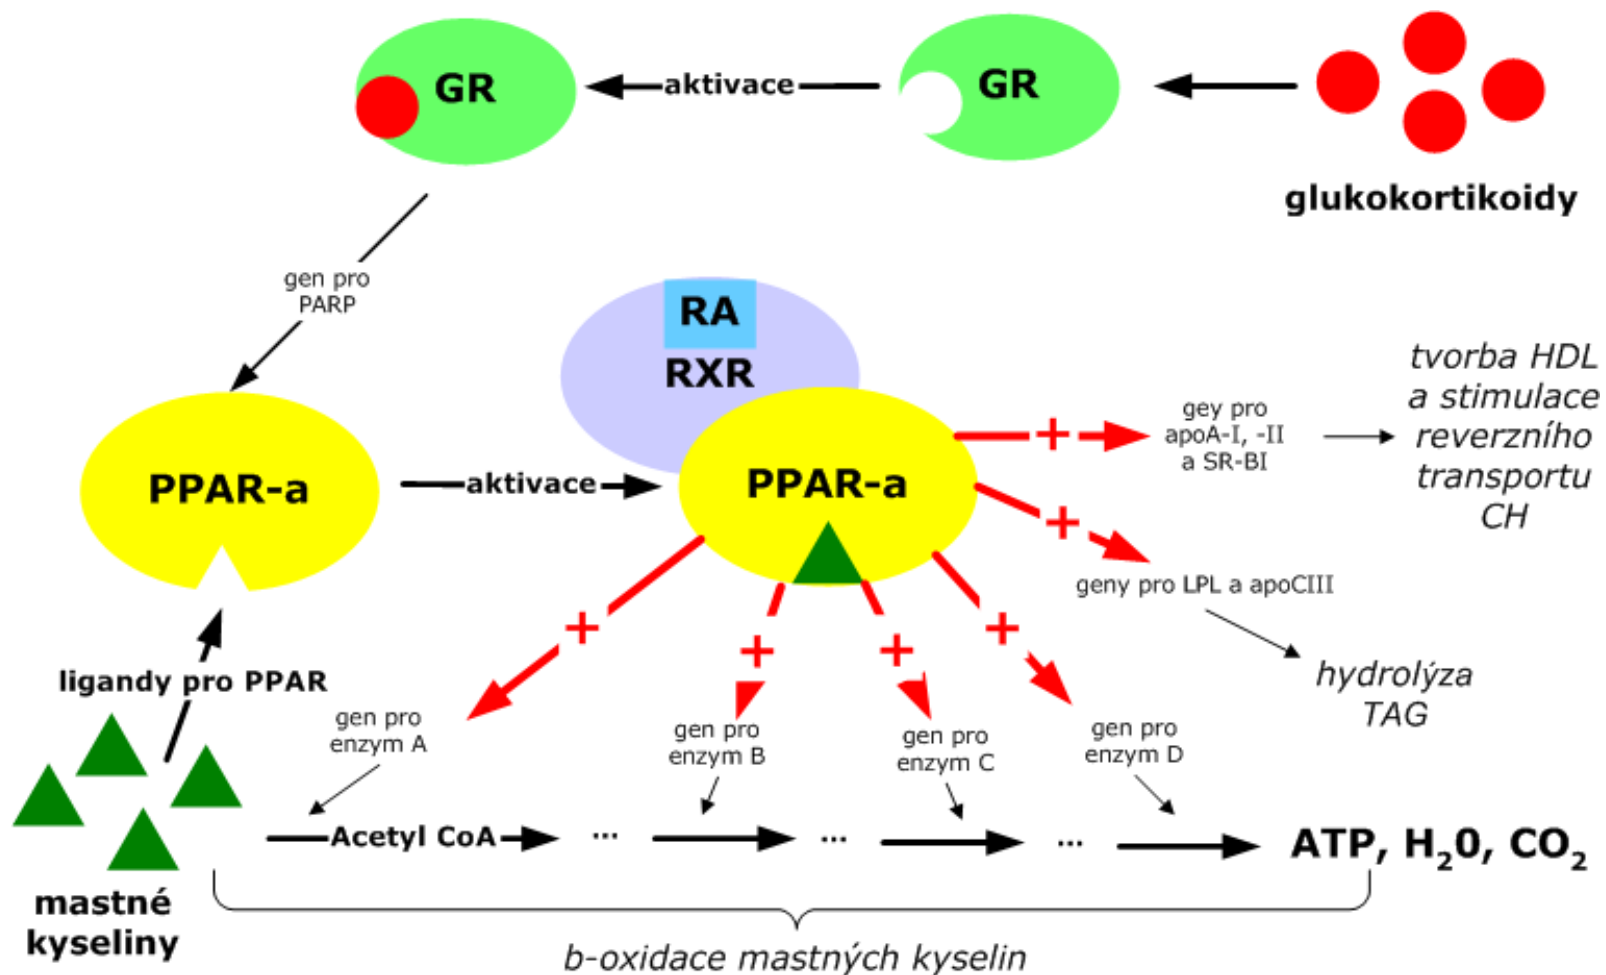 GR
aktivace
GR
glukokortikoidy
gen pro
PARP
RA
RXR
tvorba HDL
a stimulace
reverzního
transportu
CH
gey pro
apoA-I, -II
a SR-BI
PPAR-a
aktivace
PPAR-a
geny pro LPL a apoCIII
+
+
+
+
+
+
hydrolýza
TAG
ligandy pro PPAR
gen pro
enzym A
gen pro
enzym B
gen pro
enzym C
gen pro
enzym D
Acetyl CoA
...
...
...
ATP, H₂0, CO₂
mastné
kyseliny
b-oxidace mastných kyselin